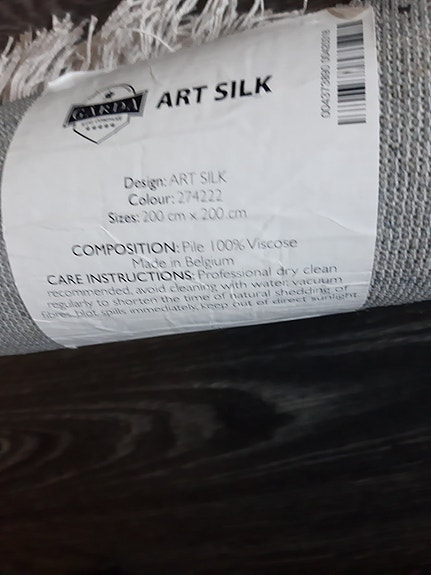 GARDA
ART SILK
Design: ART SILK
Colour: 274222
Sizes: 200 cm x 200 cm
COMPOSITION: Pile 100% Viscose
Made in Belgium
CARE INSTRUCTIONS: Professional dry clean
recommended, avoid cleaning with water, vacuum
regularly to shorten the time of natural shedding of
fibres, blot spills immediately, keep out of direct sunlight